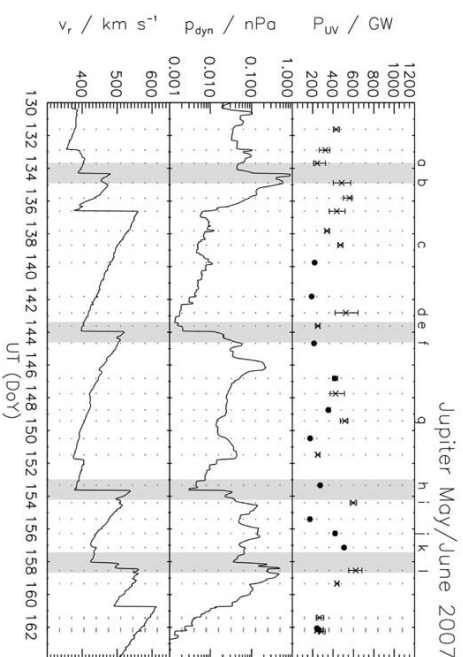 Jupiter May/June 2007
a b c d e f g h i j k l
P_UV / GW
1200
1000
800
600
400
200
p_dyn / nPa
1.000
0.100
0.010
0.001
v_r / km s⁻¹
600
500
400
130 132 134 136 138 140 142 144 146 148 150 152 154 156 158 160 162
UT (DoY)